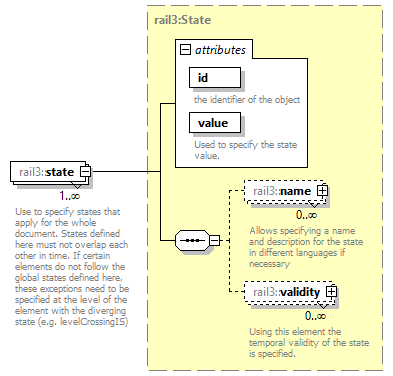 rail3:State
attributes
id
the identifier of the object
value
Used to specify the state
value.
rail3:state
1..∞
Use to specify states that
apply for the whole
document. States defined
here must not overlap each
other in time. If certain
elements do not follow the
global states defined here,
these exceptions need to be
specified at the level of the
element with the diverging
state (e.g. levelCrossingIS)
rail3::name
0..∞
Allows specifying a name
and description for the state
in different languages if
necessary
rail3::validity
0..∞
Using this element the
temporal validity of the state
is specified.